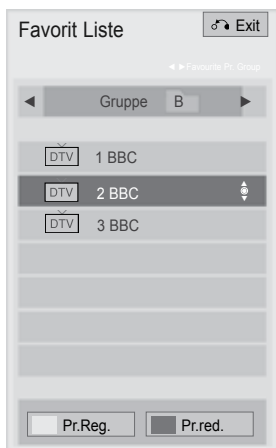 Favorit Liste
Exit
◄ ►Favourite Pr. Group
◄ Gruppe B ►
DTV 1 BBC
DTV 2 BBC
DTV 3 BBC
Pr.Reg. Pr.red.